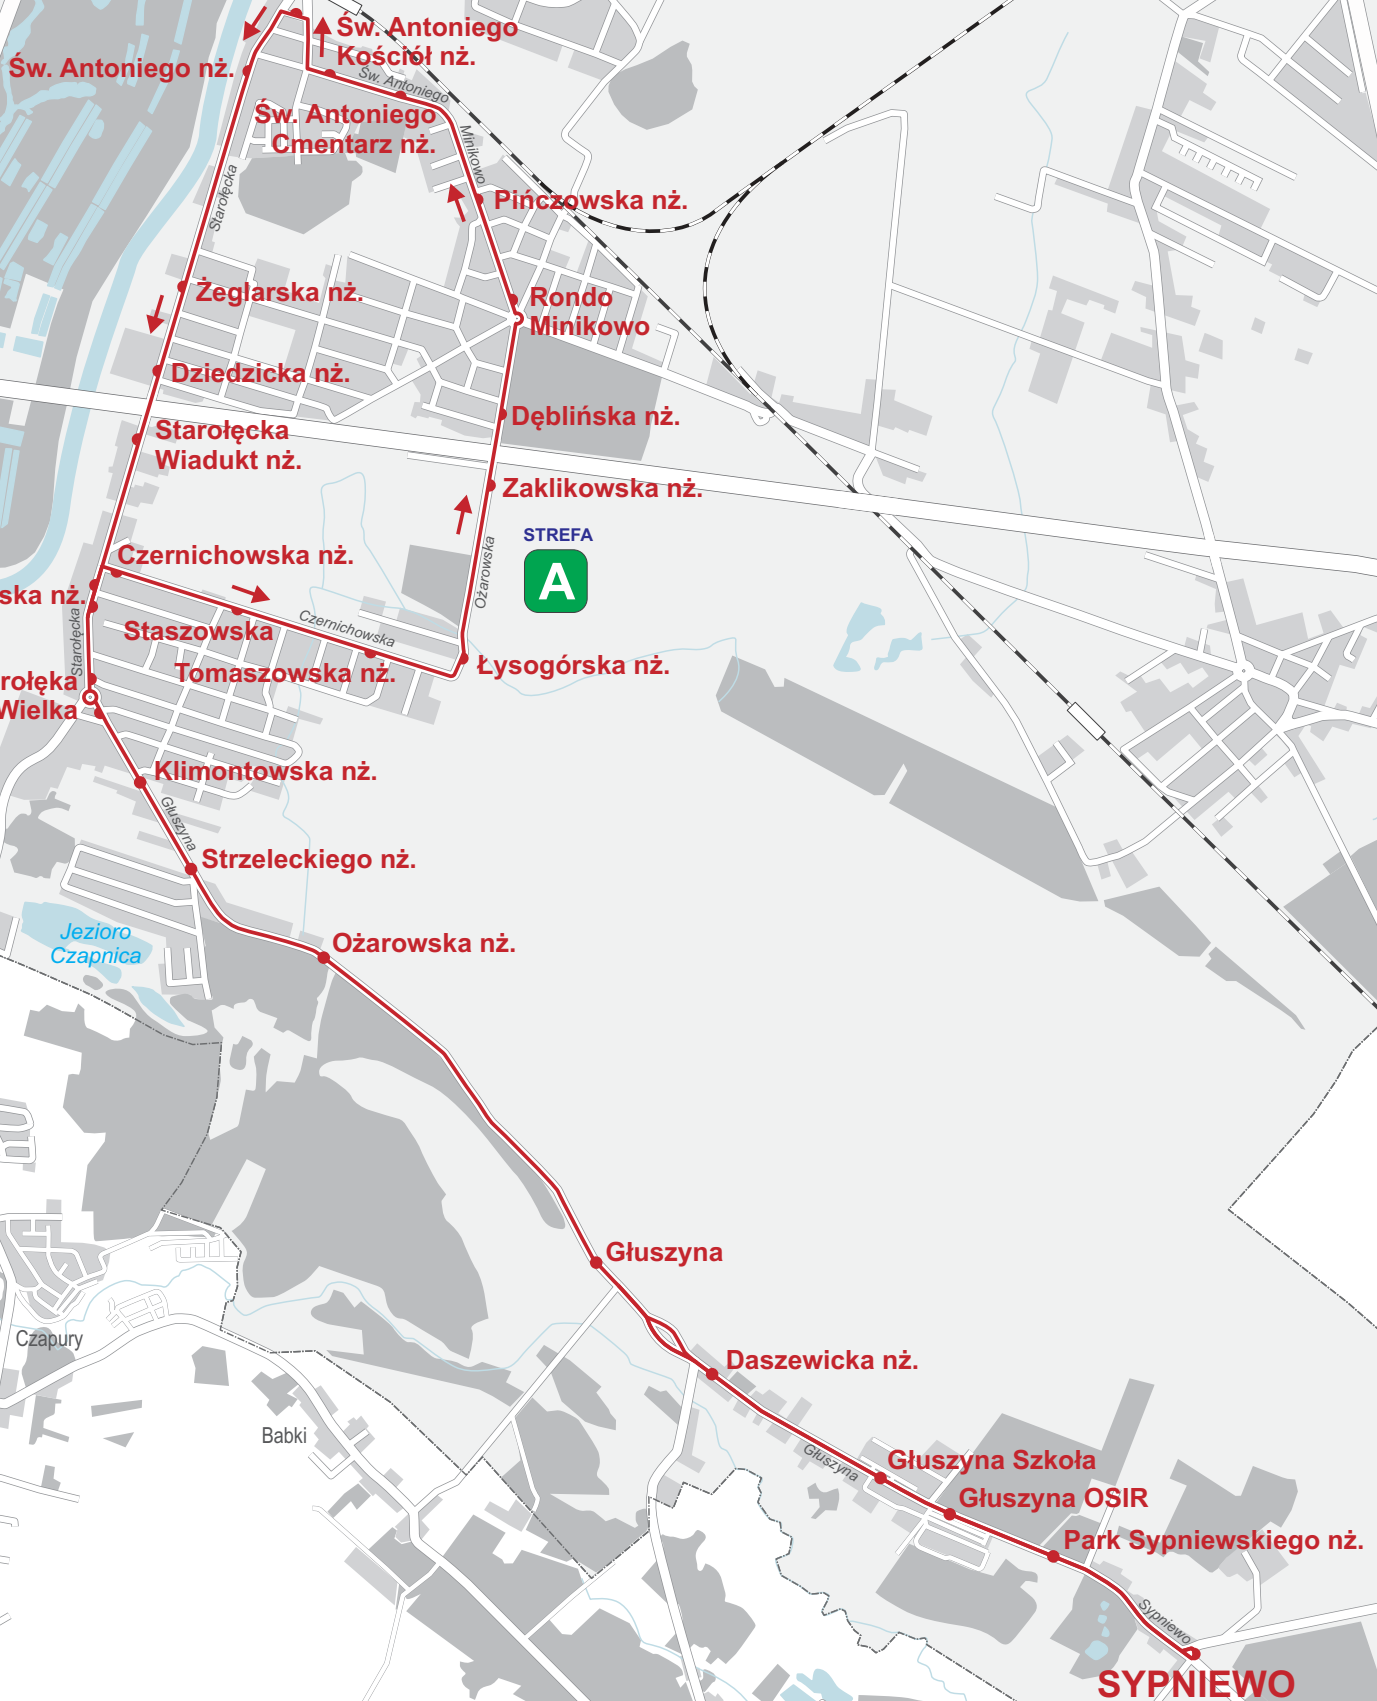 Św. Antoniego
Kościół nż.
Św. Antoniego nż.
Św. Antoniego
Św. Antoniego
Cmentarz nż.
Minikowo
Starołęcka
Pińczowska nż.
Żeglarska nż.
Rondo
Minikowo
Dziedzicka nż.
Dęblińska nż.
Starołęcka
Wiadukt nż.
Zaklikowska nż.
STREFA
A
Czernichowska nż.
Ożarowska
ska nż.
Starołęcka
Staszowska
Czernichowska
Tomaszowska nż.
Łysogórska nż.
rołęka
Wielka
Klimontowska nż.
Głuszyna
Strzeleckiego nż.
Jezioro
Czapnica
Ożarowska nż.
Głuszyna
Czapury
Daszewicka nż.
Babki
Głuszyna
Głuszyna Szkoła
Głuszyna OSIR
Park Sypniewskiego nż.
Sypniewo
SYPNIEWO